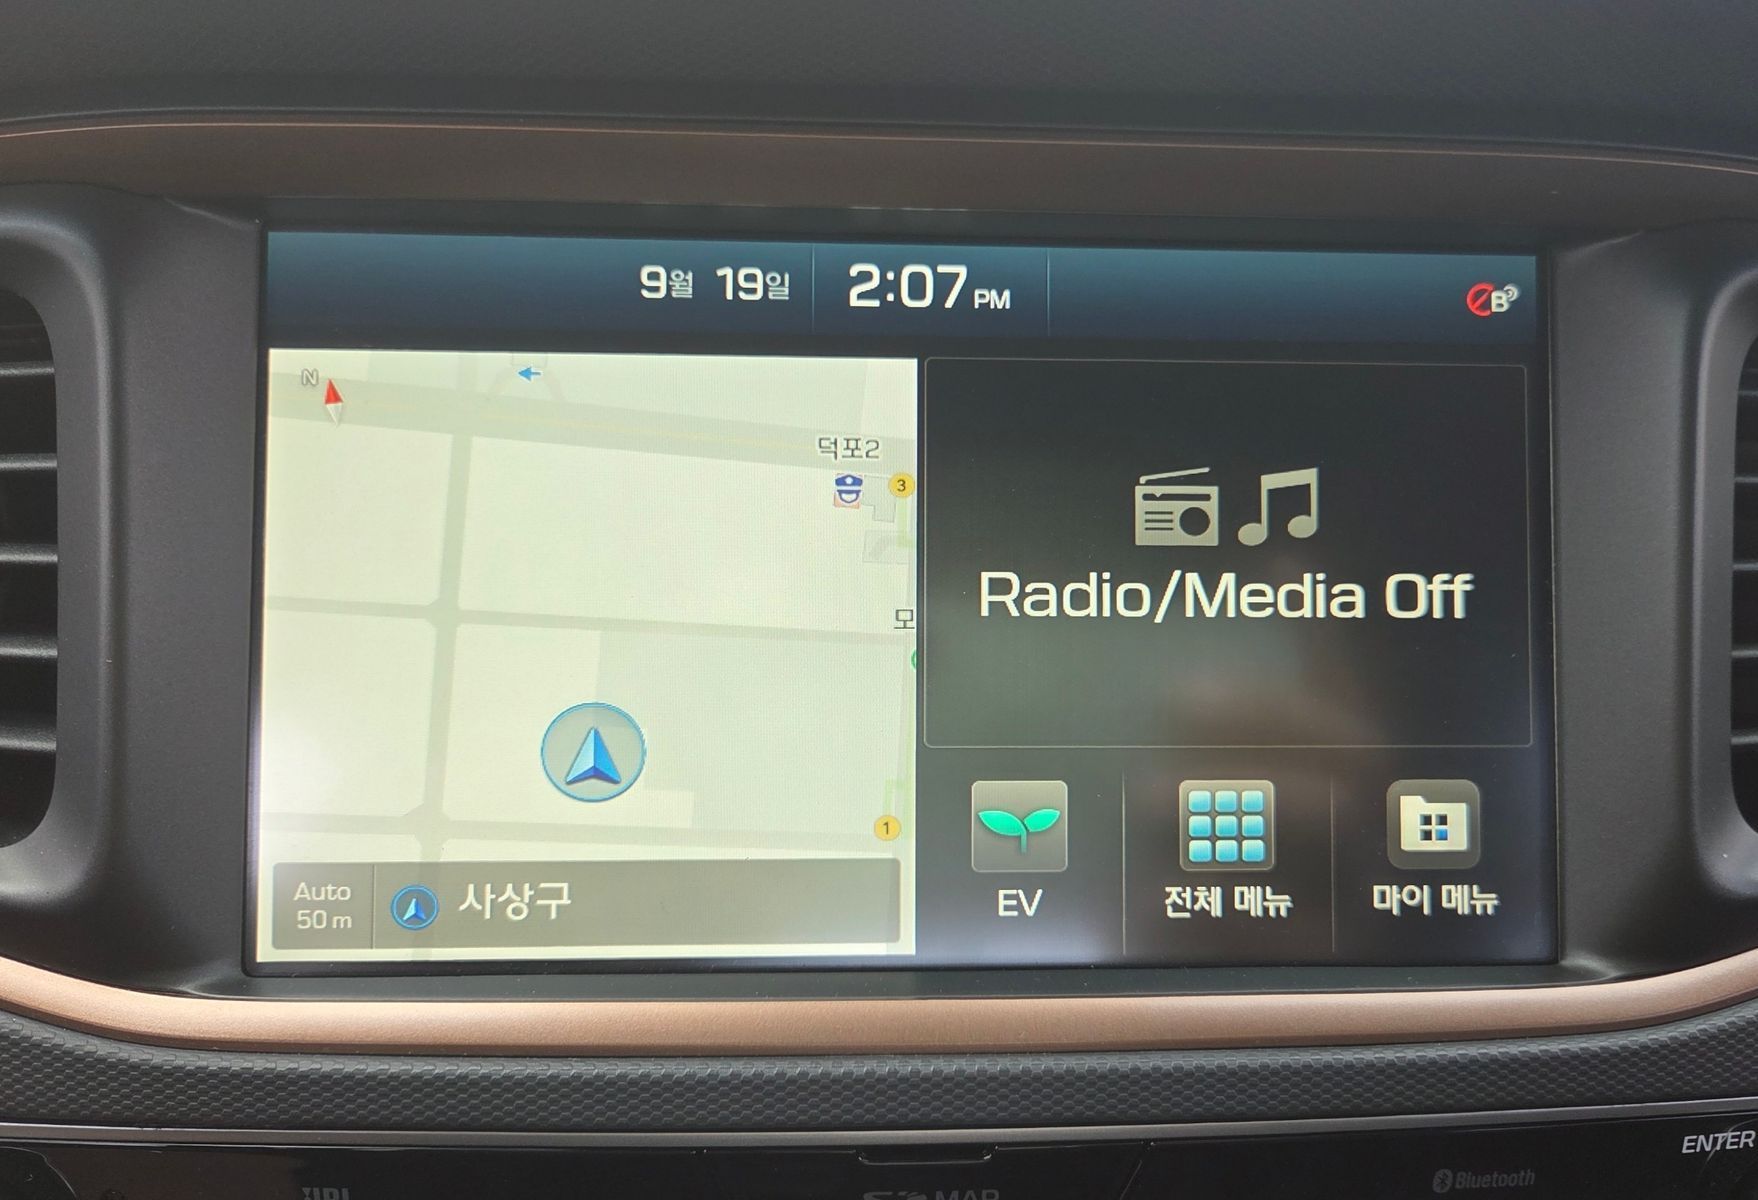 9월 19일 2:07 PM
N
덕포2
3
모
1
Auto
50 m
사상구
Radio/Media Off
EV
전체 메뉴
마이 메뉴
ENTER
Bluetooth
MAP